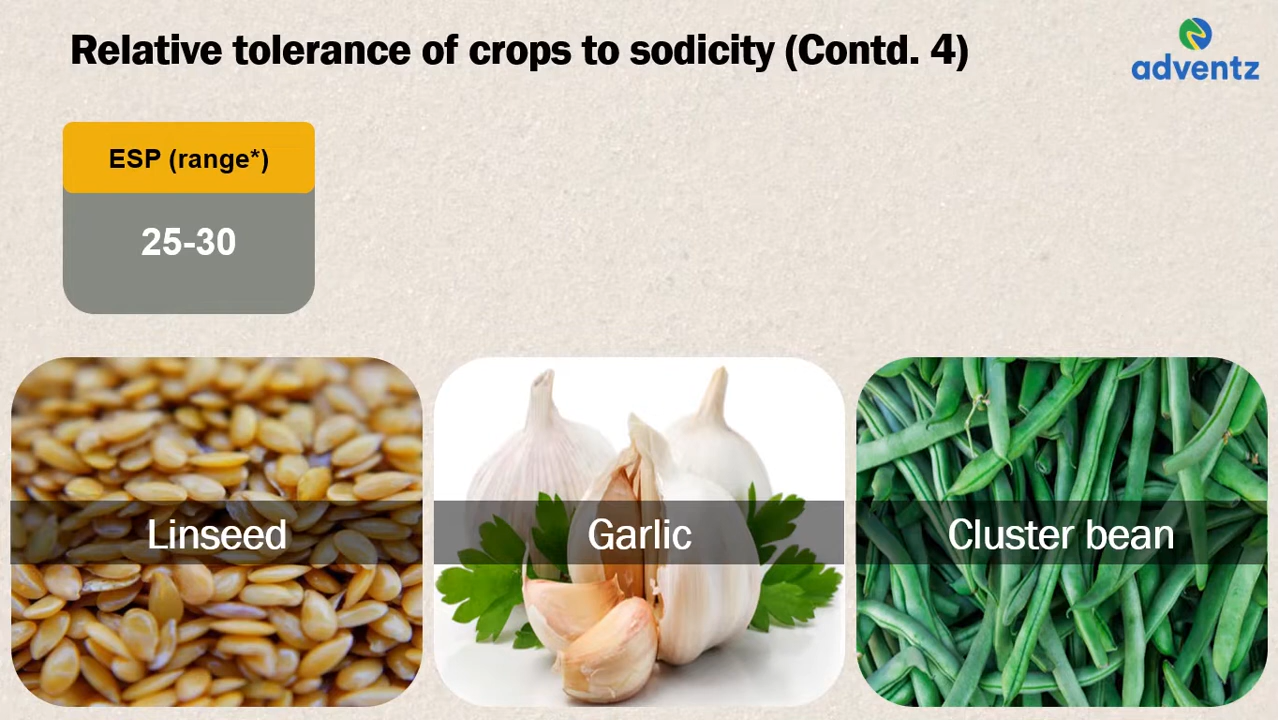 Relative tolerance of crops to sodicity (Contd. 4)
adventz
ESP (range*)
25-30
Linseed
Garlic
Cluster bean